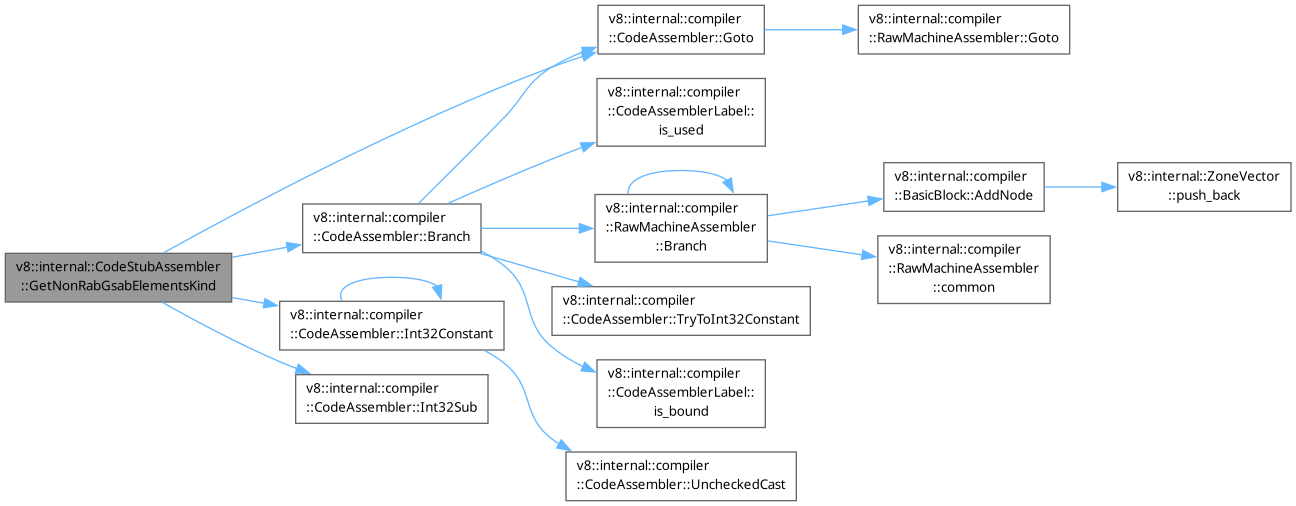 v8::internal::compiler
::CodeAssembler::Goto
v8::internal::compiler
::RawMachineAssembler::Goto
v8::internal::compiler
::CodeAssemblerLabel::
is_used
v8::internal::compiler
::BasicBlock::AddNode
v8::internal::ZoneVector
::push_back
v8::internal::compiler
::CodeAssembler::Branch
v8::internal::compiler
::RawMachineAssembler
::Branch
v8::internal::compiler
::RawMachineAssembler
::common
v8::internal::CodeStubAssembler
::GetNonRabGsabElementsKind
v8::internal::compiler
::CodeAssembler::Int32Constant
v8::internal::compiler
::CodeAssembler::TryToInt32Constant
v8::internal::compiler
::CodeAssembler::Int32Sub
v8::internal::compiler
::CodeAssemblerLabel::
is_bound
v8::internal::compiler
::CodeAssembler::UncheckedCast